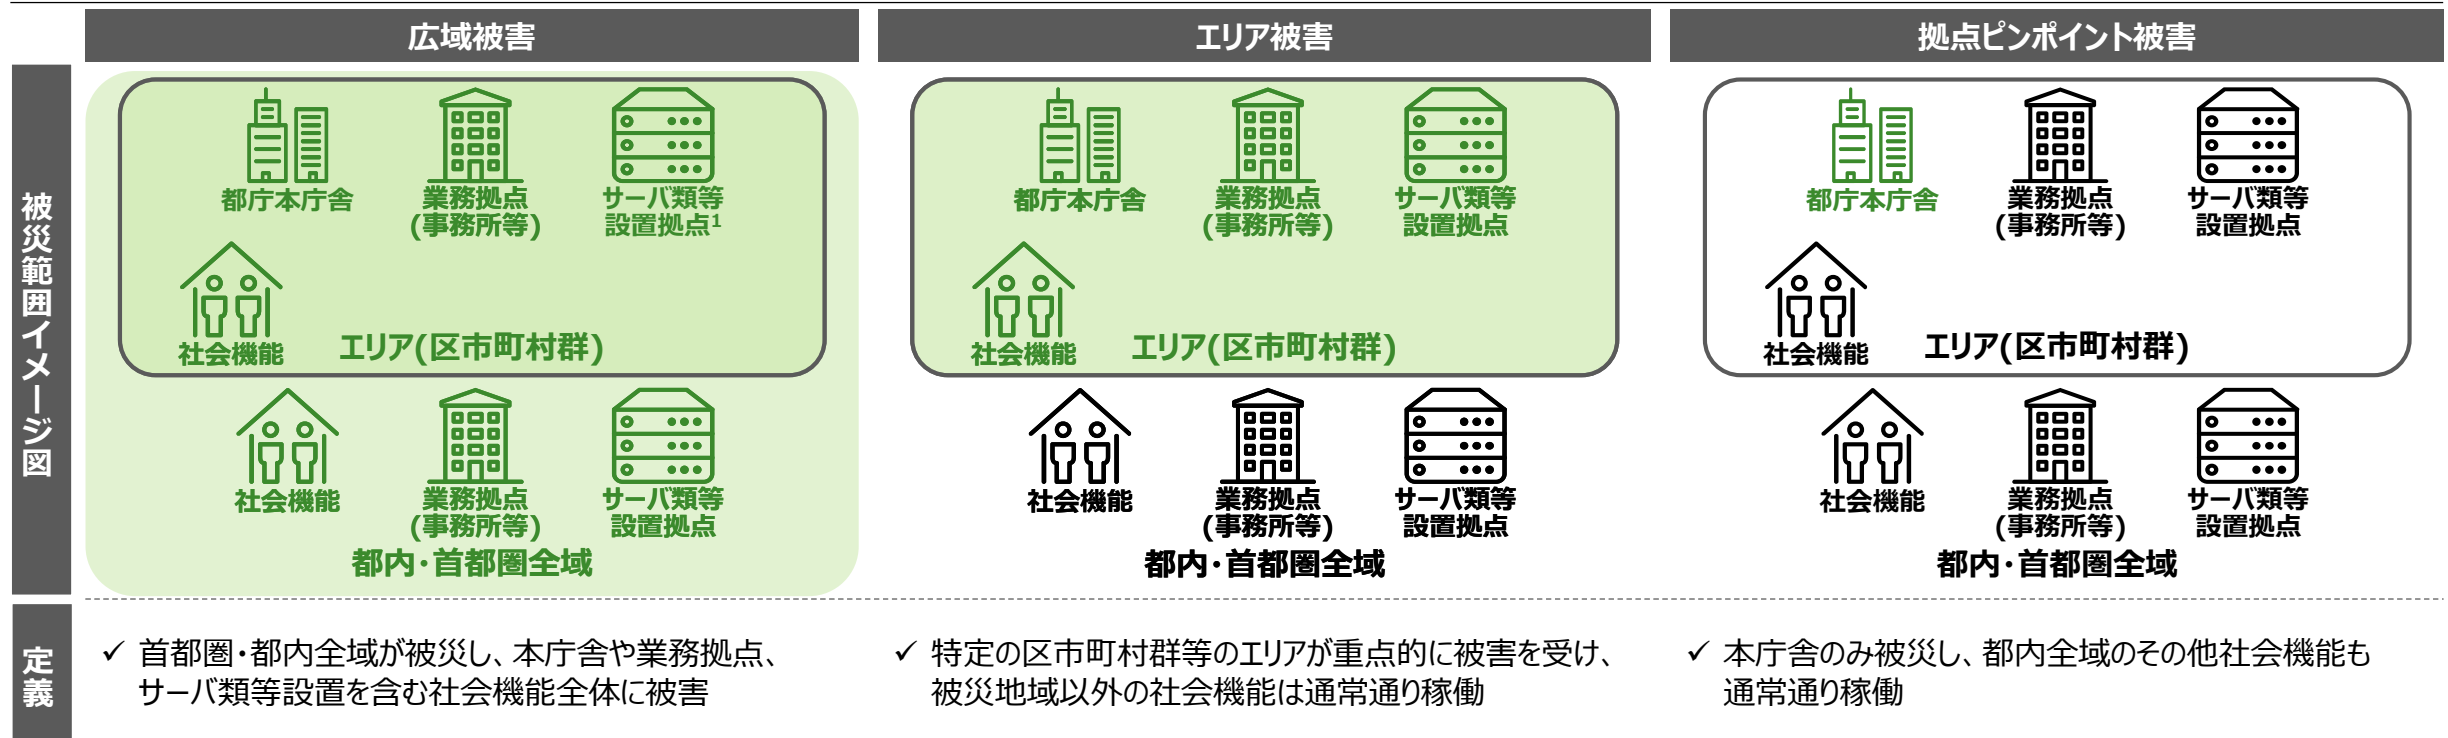 広域被害
エリア被害
拠点ピンポイント被害
被災範囲イメージ図
都庁本庁舎
業務拠点
(事務所等)
サーバ類等
設置拠点1
社会機能
エリア(区市町村群)
社会機能
業務拠点
(事務所等)
サーバ類等
設置拠点
都内・首都圏全域
都庁本庁舎
業務拠点
(事務所等)
サーバ類等
設置拠点
社会機能
エリア(区市町村群)
社会機能
業務拠点
(事務所等)
サーバ類等
設置拠点
都内・首都圏全域
都庁本庁舎
業務拠点
(事務所等)
サーバ類等
設置拠点
社会機能
エリア(区市町村群)
社会機能
業務拠点
(事務所等)
サーバ類等
設置拠点
都内・首都圏全域
定義
✓ 首都圏・都内全域が被災し、本庁舎や業務拠点、
サーバ類等設置を含む社会機能全体に被害
✓ 特定の区市町村群等のエリアが重点的に被害を受け、
被災地域以外の社会機能は通常通り稼働
✓ 本庁舎のみ被災し、都内全域のその他社会機能も
通常通り稼働